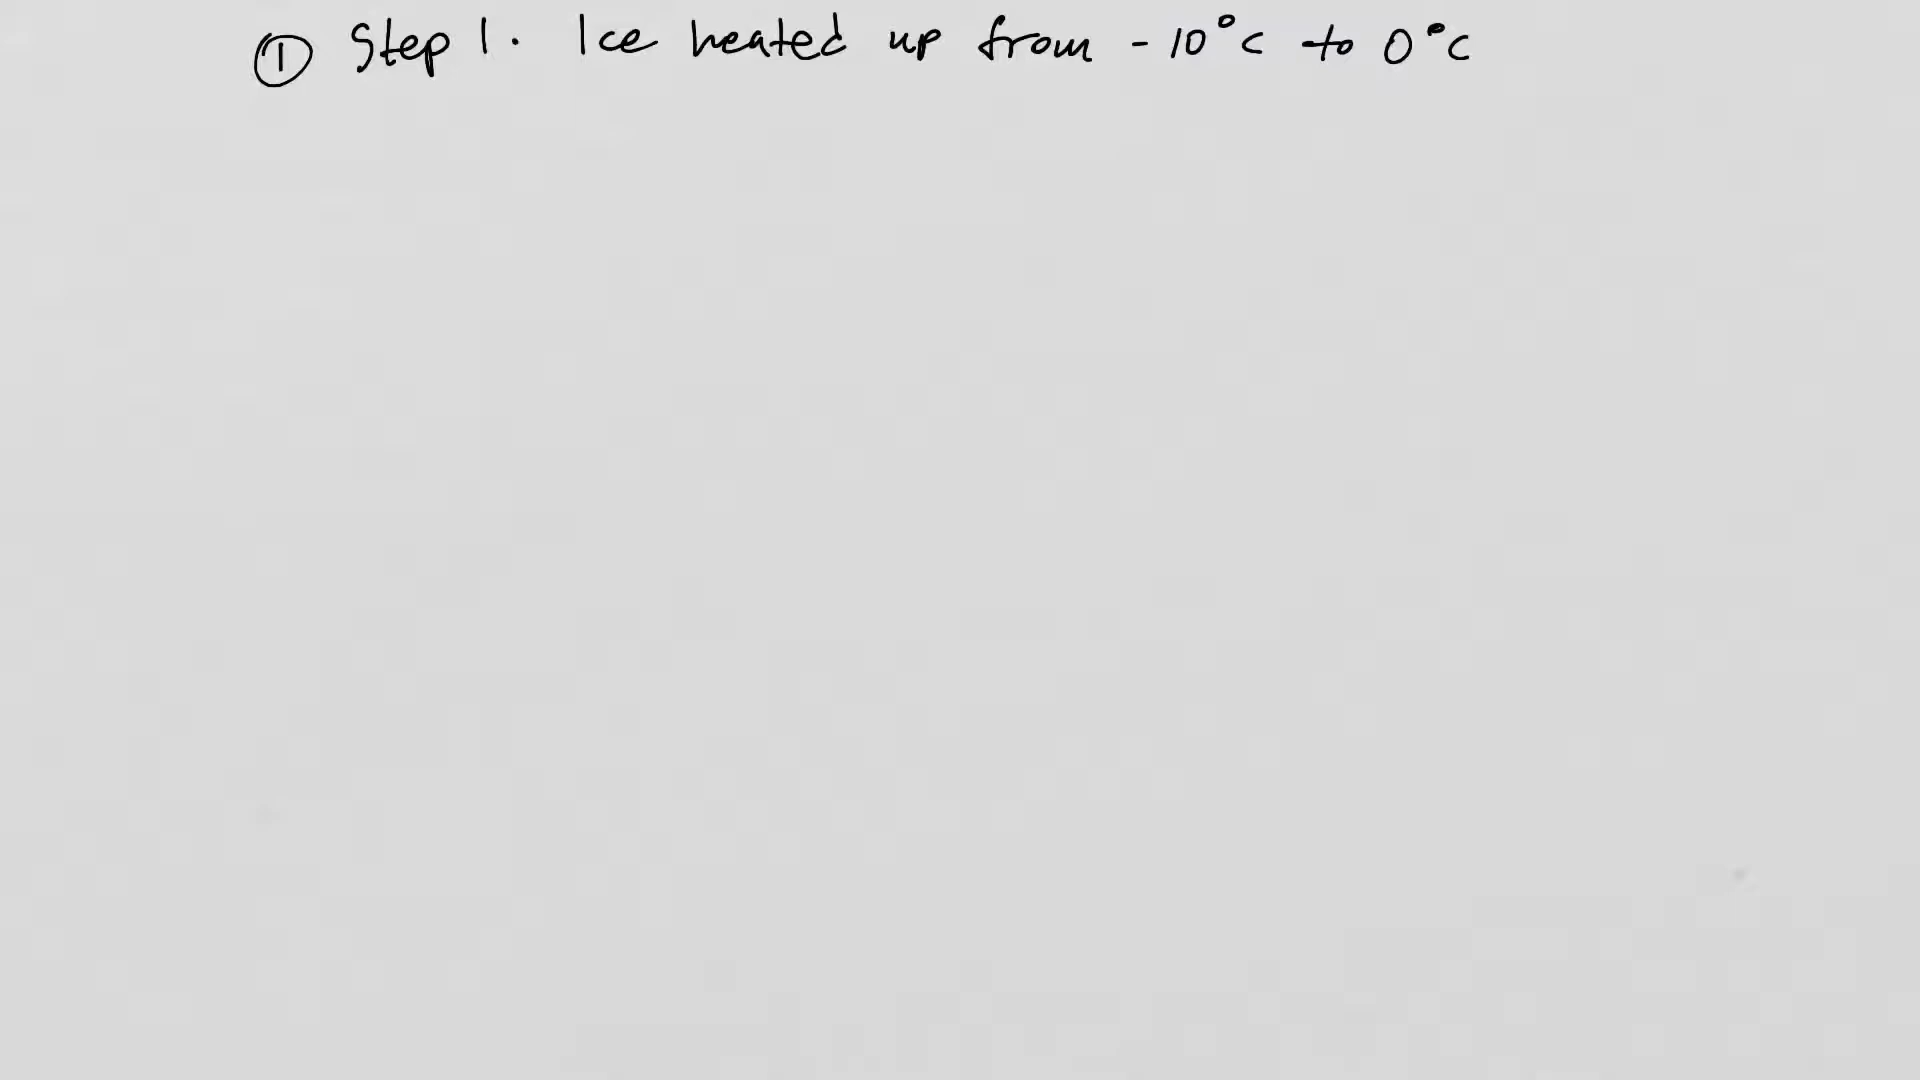 ① Step 1. Ice heated up from -10°C to 0°C